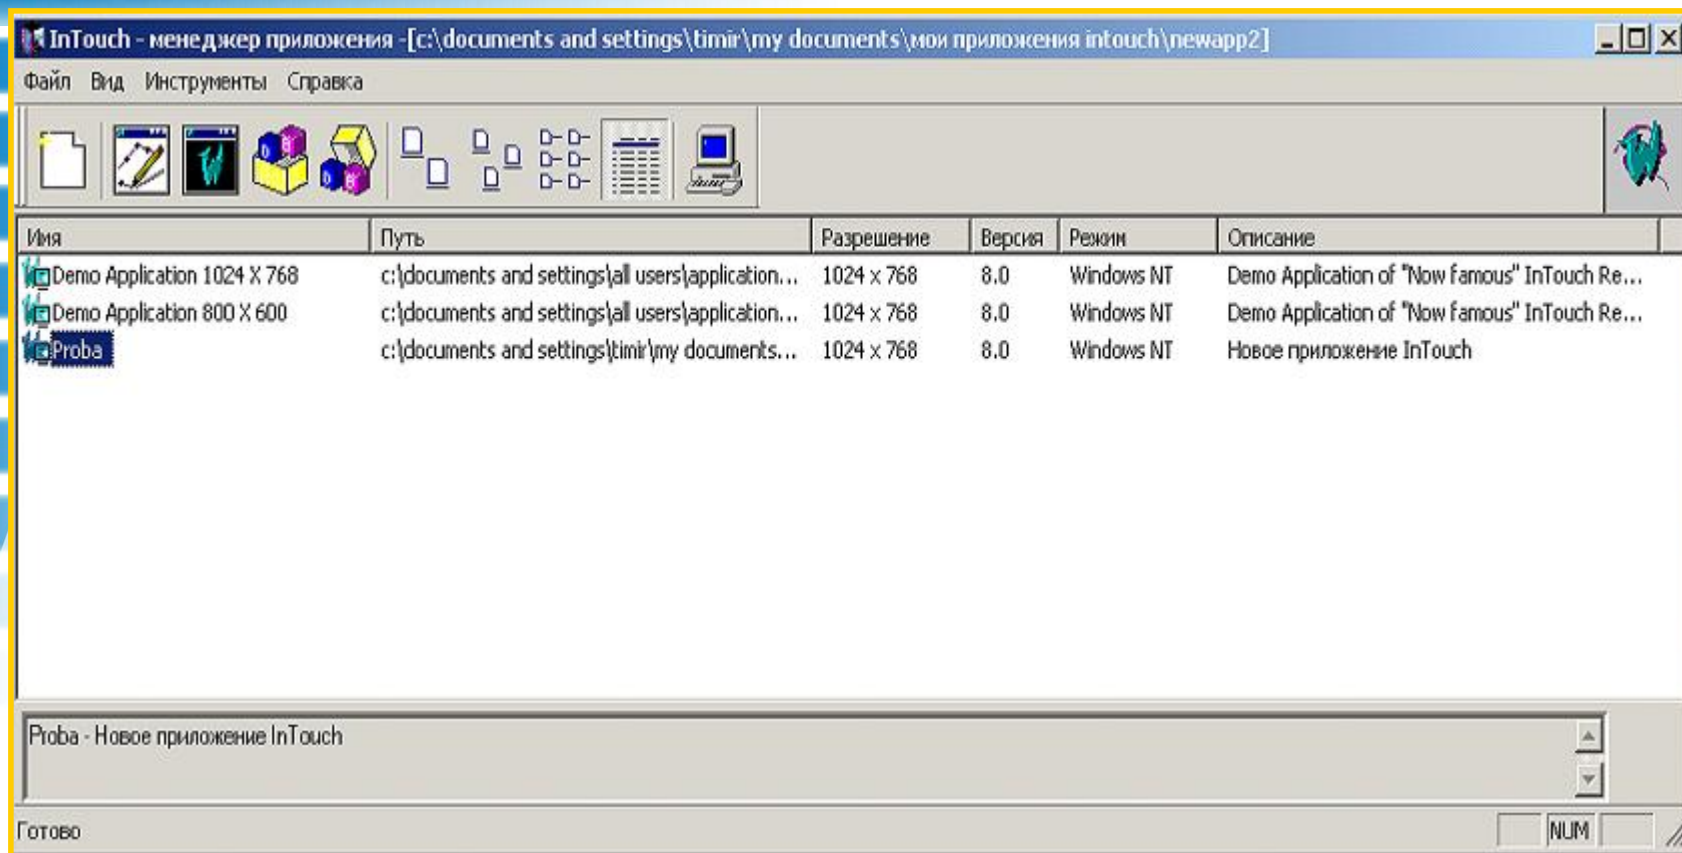 InTouch - менеджер приложения -[c:\documents and settings\timir\my documents\мои приложения intouch\newapp2]
Файл Вид Инструменты Справка
Имя Путь Разрешение Версия Режим Описание
Demo Application 1024 X 768 c:\documents and settings\all users\application... 1024 x 768 8.0 Windows NT Demo Application of "Now famous" InTouch Re...
Demo Application 800 X 600 c:\documents and settings\all users\application... 1024 x 768 8.0 Windows NT Demo Application of "Now famous" InTouch Re...
Proba c:\documents and settings\timir\my documents... 1024 x 768 8.0 Windows NT Новое приложение InTouch
Proba - Новое приложение InTouch
Готово NUM